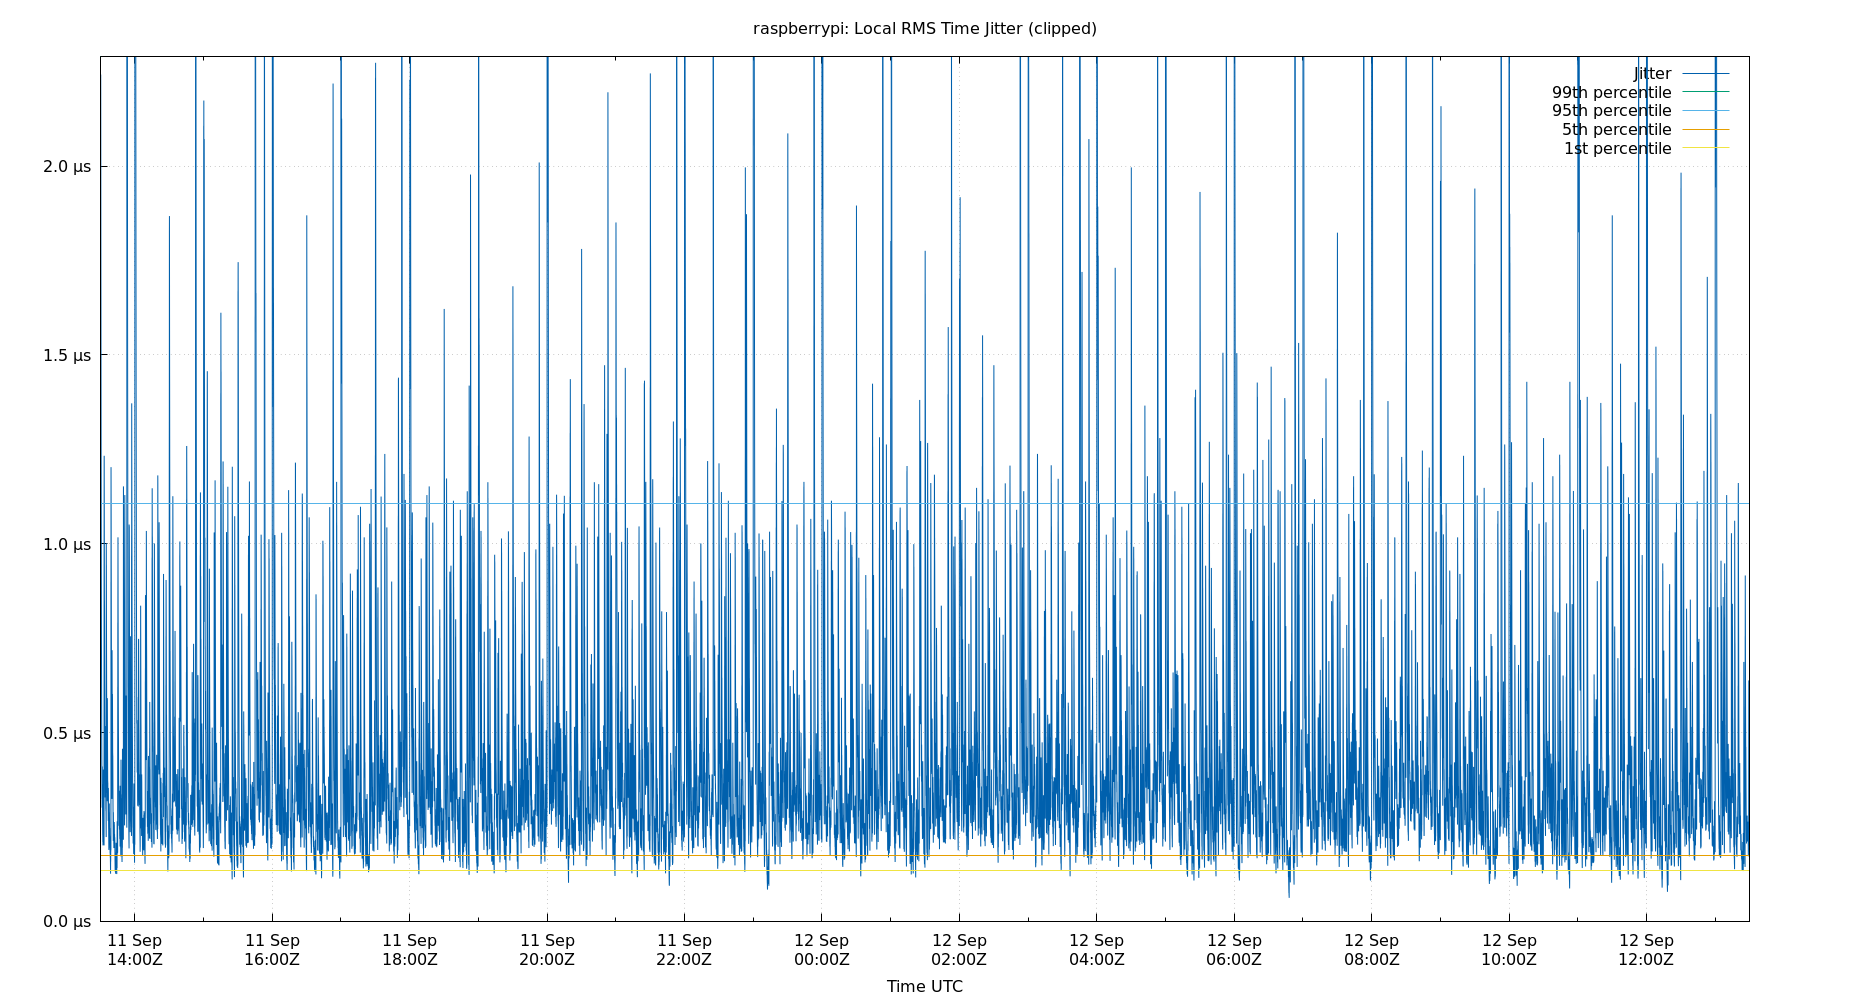 raspberrypi: Local RMS Time Jitter (clipped)
Jitter
99th percentile
95th percentile
5th percentile
1st percentile
2.0 µs
1.5 µs
1.0 µs
0.5 µs
0.0 µs
11 Sep 11 Sep 11 Sep 11 Sep 11 Sep 12 Sep 12 Sep 12 Sep 12 Sep 12 Sep 12 Sep 12 Sep
14:00Z 16:00Z 18:00Z 20:00Z 22:00Z 00:00Z 02:00Z 04:00Z 06:00Z 08:00Z 10:00Z 12:00Z
Time UTC